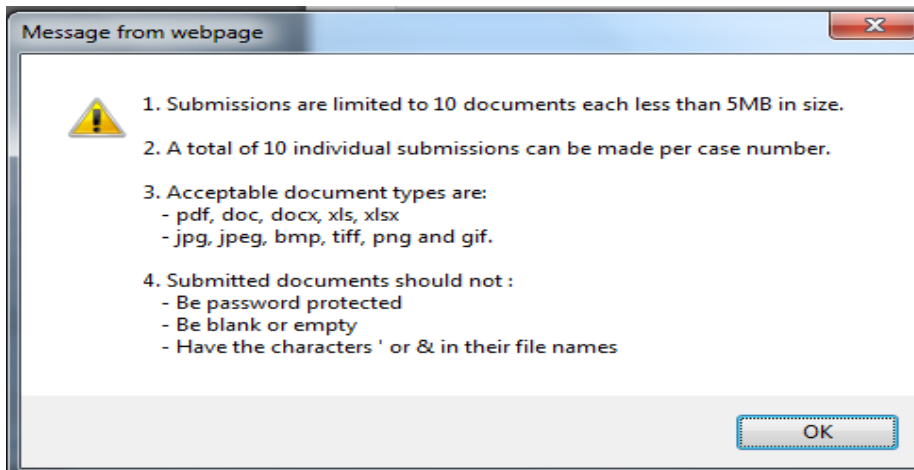 Message from webpage
1. Submissions are limited to 10 documents each less than 5MB in size.
2. A total of 10 individual submissions can be made per case number.
3. Acceptable document types are:
- pdf, doc, docx, xls, xlsx
- jpg, jpeg, bmp, tiff, png and gif.
4. Submitted documents should not :
- Be password protected
- Be blank or empty
- Have the characters ' or & in their file names
OK